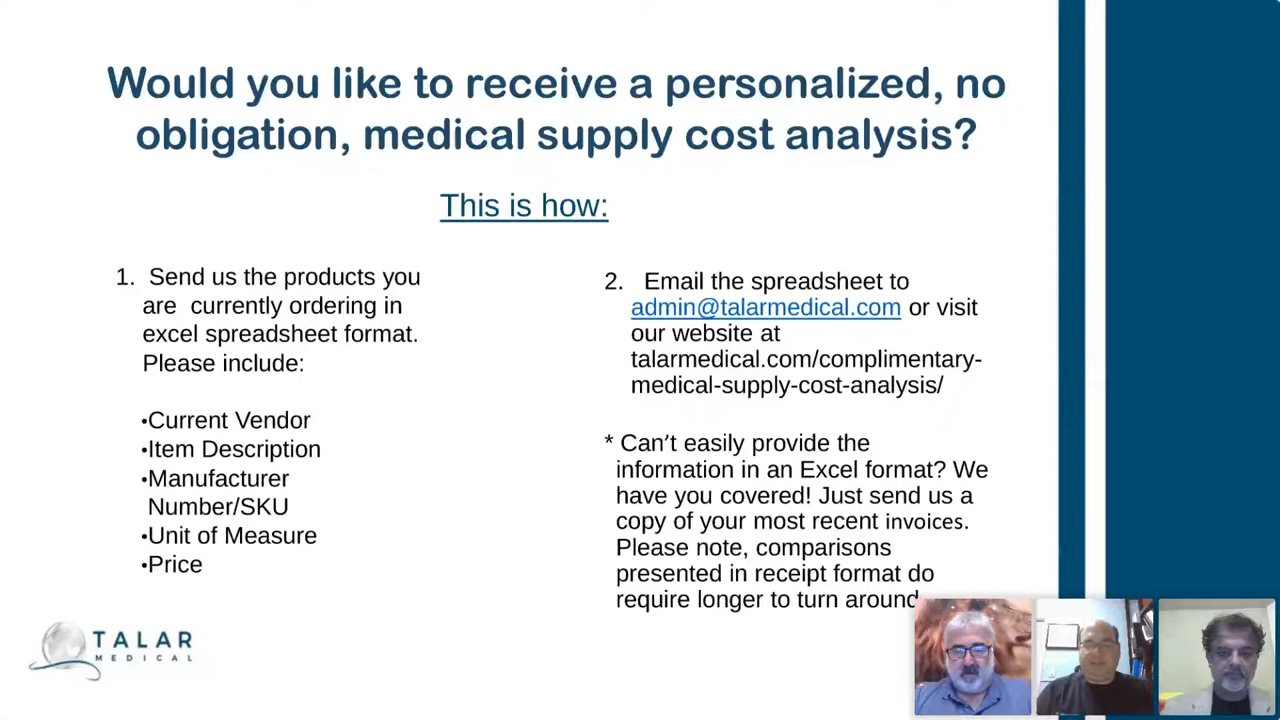 Would you like to receive a personalized, no
obligation, medical supply cost analysis?
This is how:
1. Send us the products you
are currently ordering in
excel spreadsheet format.
Please include:
•Current Vendor
•Item Description
•Manufacturer
Number/SKU
•Unit of Measure
•Price
2. Email the spreadsheet to
admin@talarmedical.com or visit
our website at
talarmedical.com/complimentary-
medical-supply-cost-analysis/
* Can't easily provide the
information in an Excel format? We
have you covered! Just send us a
copy of your most recent invoices.
Please note, comparisons
presented in receipt format do
require longer to turn around
TALAR
MEDICAL